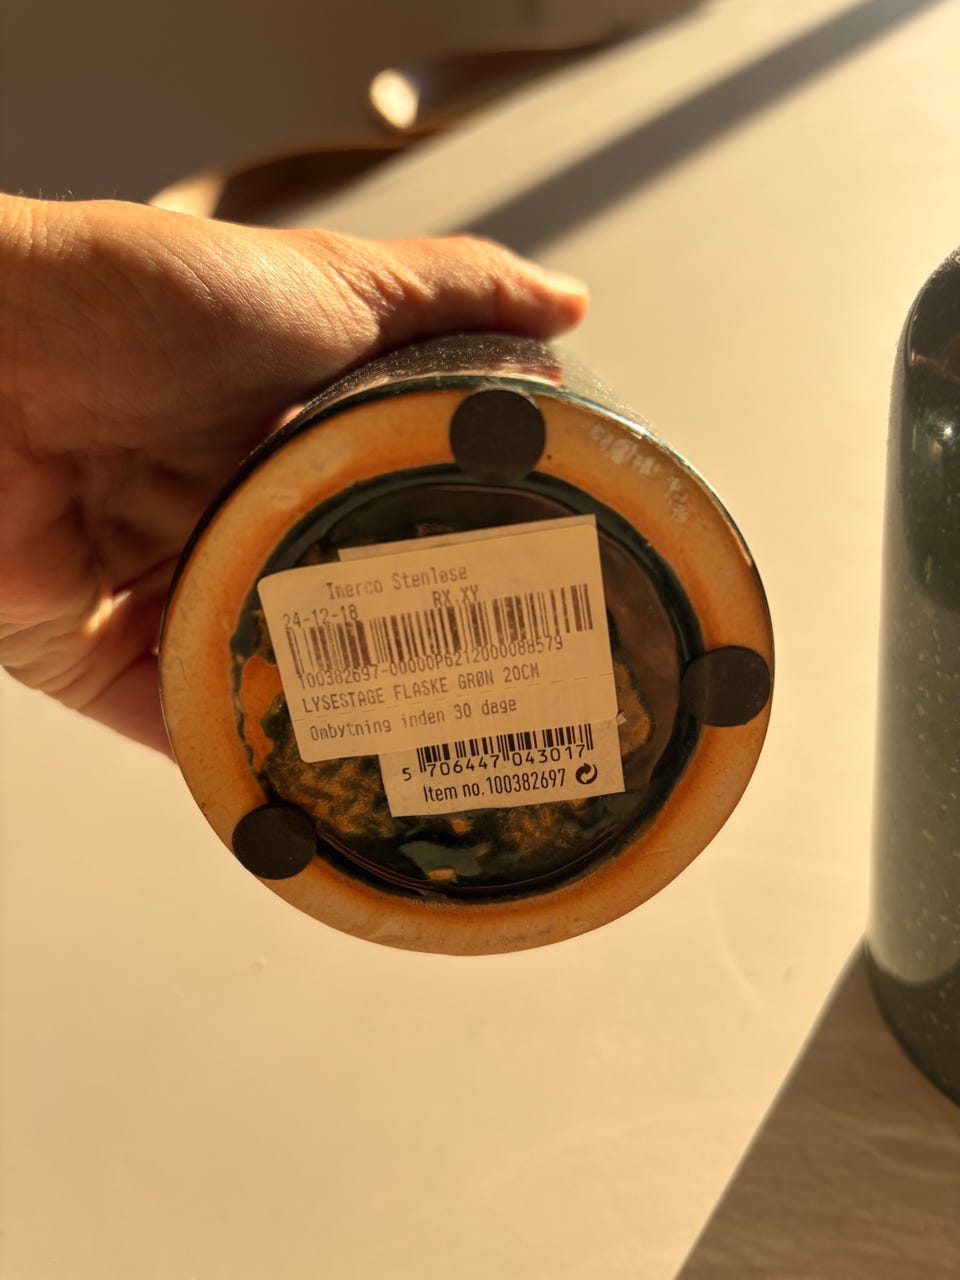 Imerco Stenløse
24-12-18 RX.XY
100382697-00000P6212000088579
LYSESTAGE FLASKE GRØN 20CM
Ombytning inden 30 dage
5 706447 043017
Item no.100382697